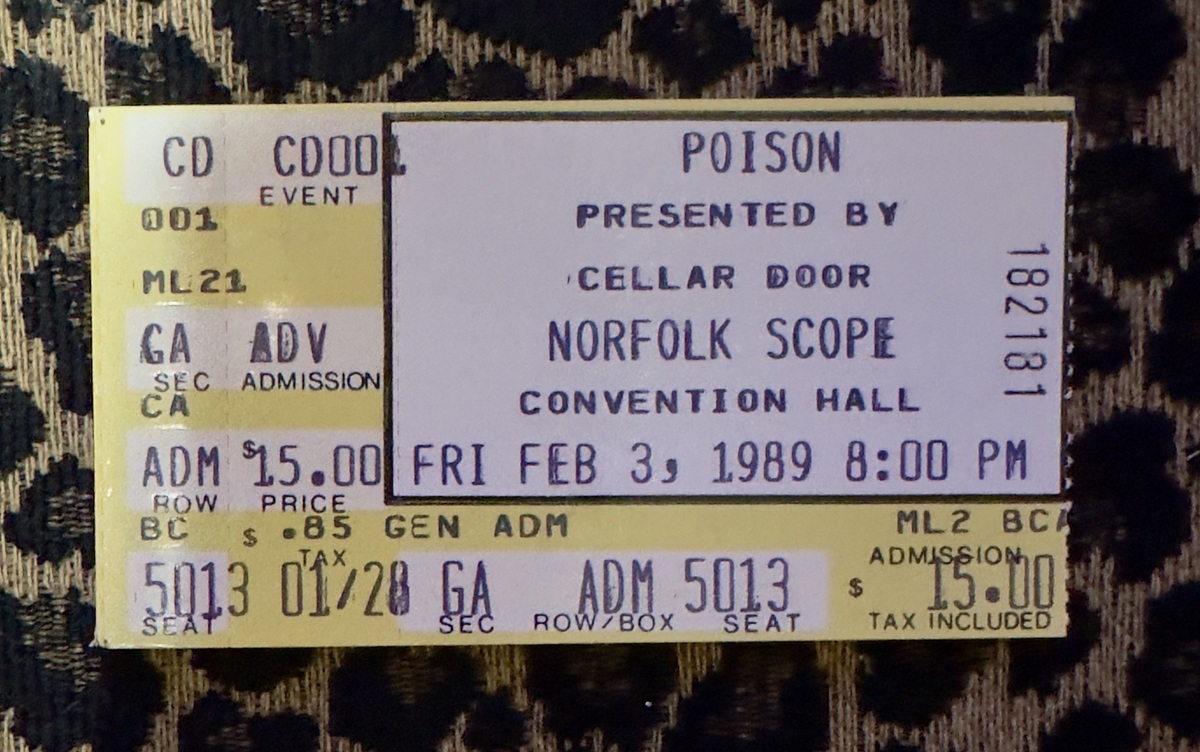 CD CD001
EVENT
001
ML21
GA ADV
SEC ADMISSION
CA
ADM $15.00
ROW PRICE
BC $ .85 GEN ADM
TAX
5013 01/28 GA ADM 5013
SEAT SEC ROW/BOX SEAT
POISON
PRESENTED BY
CELLAR DOOR
NORFOLK SCOPE
CONVENTION HALL
FRI FEB 3, 1989 8:00 PM
182181
ML2 BCA
ADMISSION
$ 15.00
TAX INCLUDED